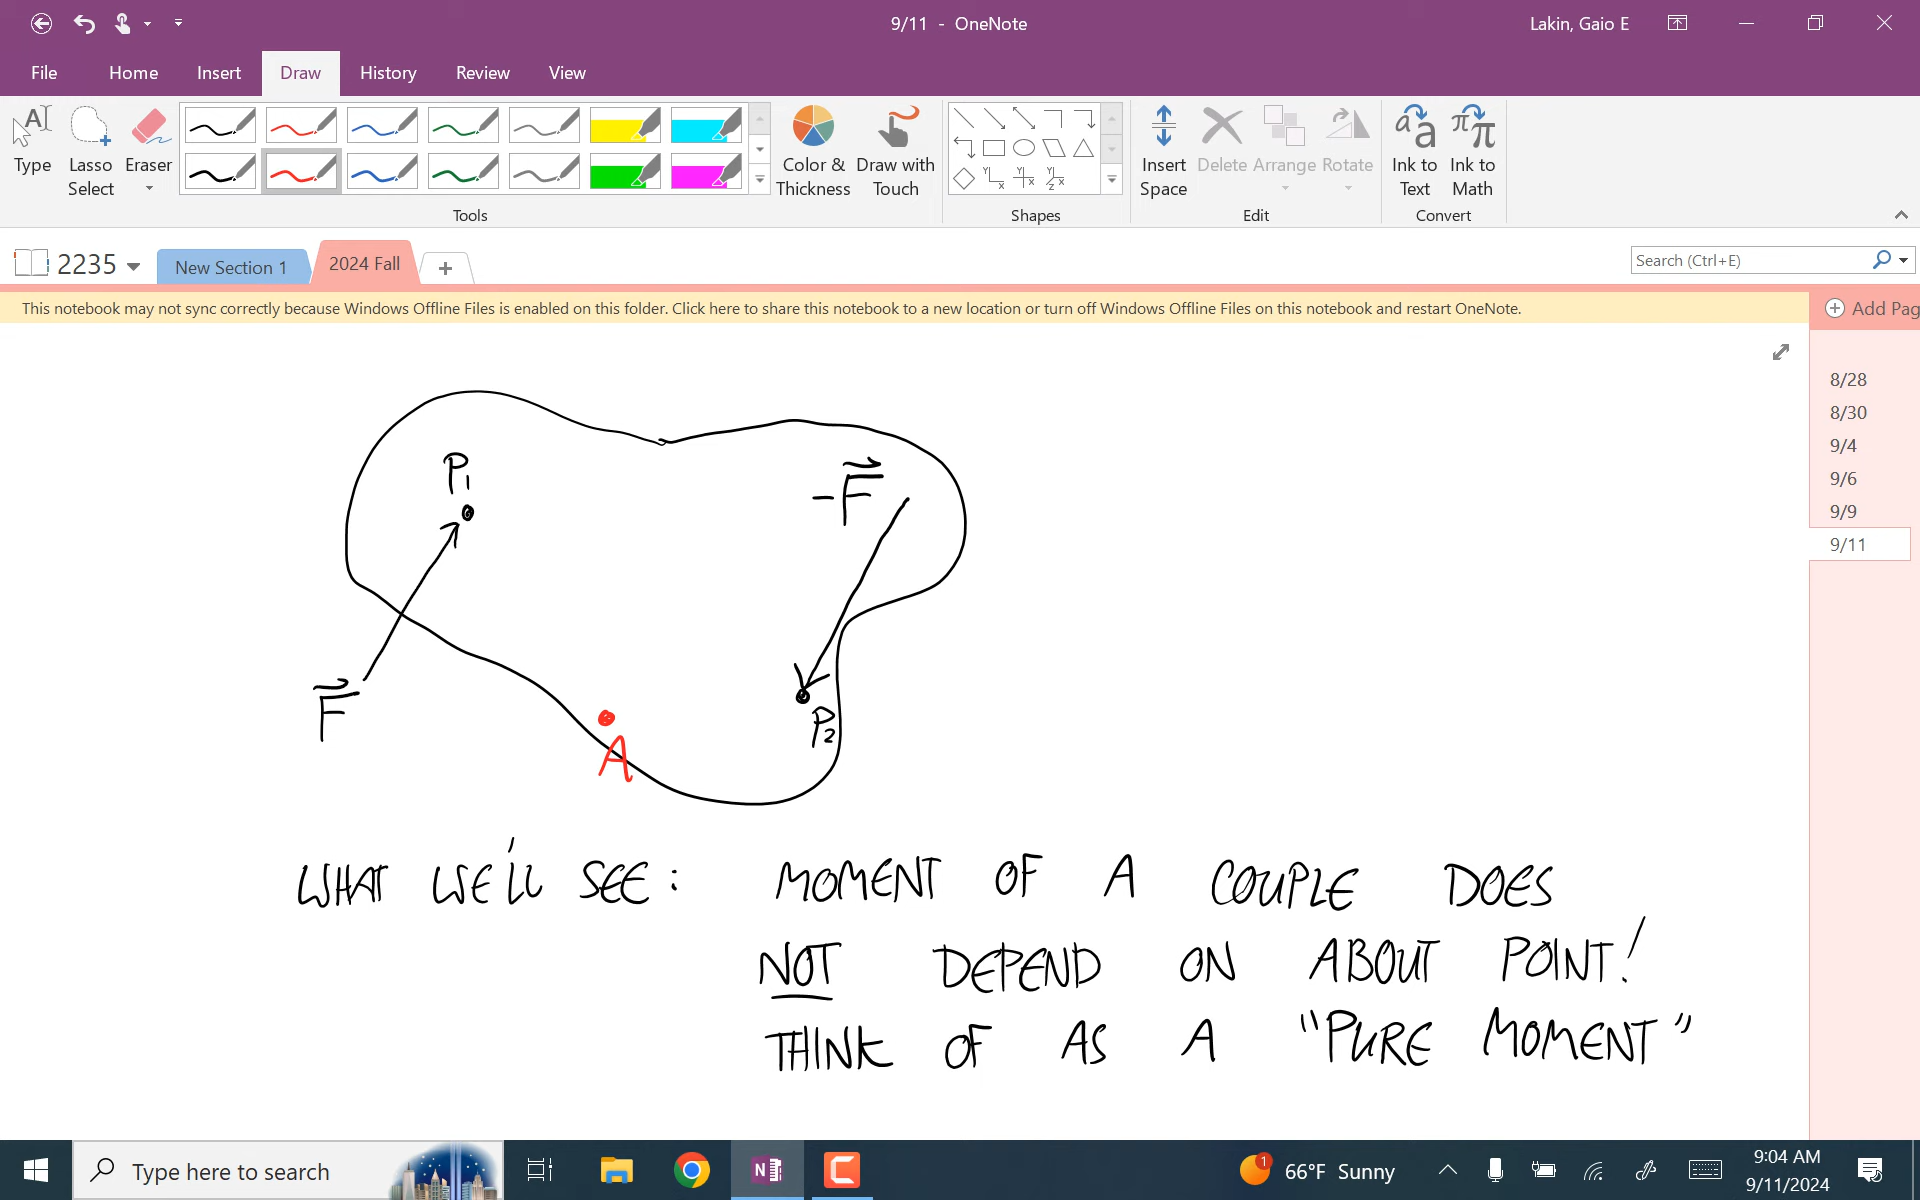 9/11 - OneNote
Lakin, Gaio E
File Home Insert Draw History Review View
Type
Lasso Select
Eraser
Color & Thickness
Draw with Touch
Insert Space
Delete
Arrange
Rotate
Ink to Text
Ink to Math
Tools
Shapes
Edit
Convert
2235
New Section 1
2024 Fall
Search (Ctrl+E)
This notebook may not sync correctly because Windows Offline Files is enabled on this folder. Click here to share this notebook to a new location or turn off Windows Offline Files on this notebook and restart OneNote.
Add Pag
8/28
8/30
9/4
9/6
9/9
9/11
P₁
-F⃗
F⃗
P₂
A
WHAT WE'LL SEE: MOMENT OF A COUPLE DOES
NOT DEPEND ON ABOUT POINT!
THINK OF AS A "PURE MOMENT"
Type here to search
66°F Sunny
9:04 AM
9/11/2024